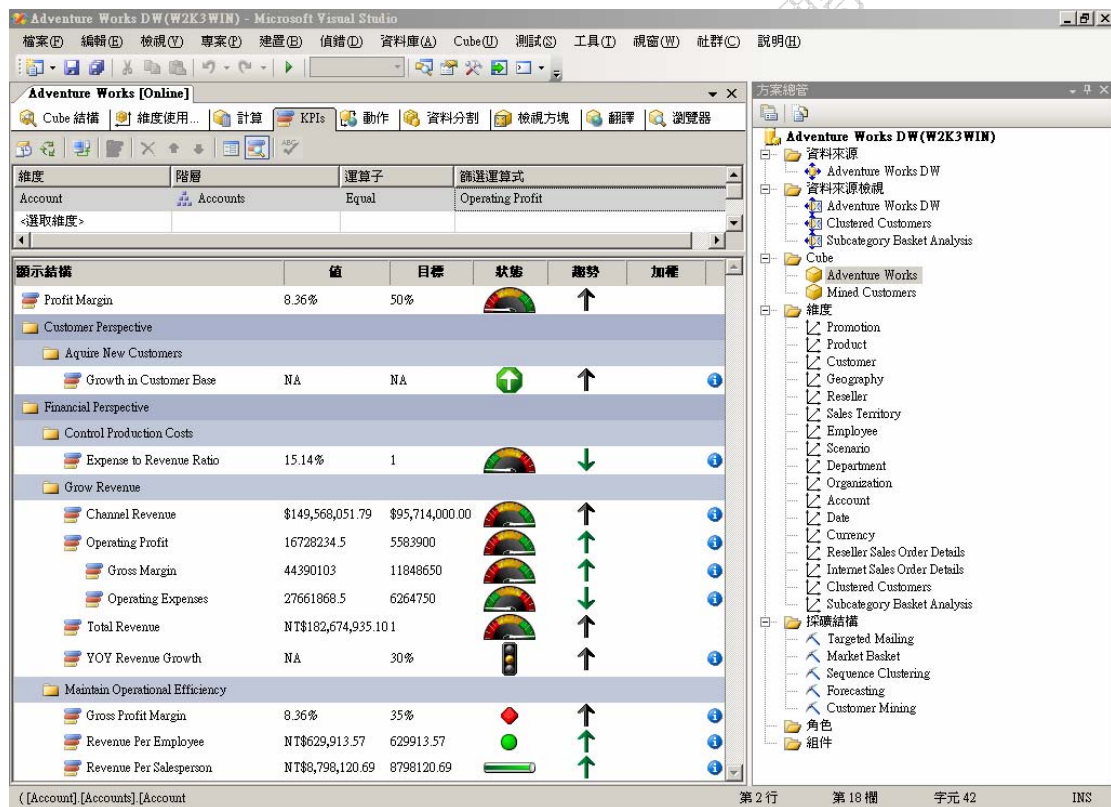 Adventure Works DW(W2K3WIN) - Microsoft Visual Studio
檔案(F) 編輯(E) 檢視(V) 專案(P) 建置(B) 偵錯(D) 資料庫(A) Cube(U) 測試(S) 工具(T) 視窗(W) 社群(C) 說明(H)
Adventure Works [Online]
Cube 結構 維度使用... 計算 KPIs 動作 資料分割 檢視方塊 翻譯 瀏覽器
維度 階層 運算子 篩選運算式
Account Accounts Equal Operating Profit
<選取維度>
顯示結構 值 目標 狀態 趨勢 加權
Profit Margin 8.36% 50%
Customer Perspective
Aquire New Customers
Growth in Customer Base NA NA
Financial Perspective
Control Production Costs
Expense to Revenue Ratio 15.14% 1
Grow Revenue
Channel Revenue $149,568,051.79 $95,714,000.00
Operating Profit 16728234.5 5583900
Gross Margin 44390103 11848650
Operating Expenses 27661868.5 6264750
Total Revenue NT$182,674,935.10 1
YOY Revenue Growth NA 30%
Maintain Operational Efficiency
Gross Profit Margin 8.36% 35%
Revenue Per Employee NT$629,913.57 629913.57
Revenue Per Salesperson NT$8,798,120.69 8798120.69
方案總管
Adventure Works DW(W2K3WIN)
資料來源
Adventure Works DW
資料來源檢視
Adventure Works DW
Clustered Customers
Subcategory Basket Analysis
Cube
Adventure Works
Mined Customers
維度
Promotion
Product
Customer
Geography
Reseller
Sales Territory
Employee
Scenario
Department
Organization
Account
Date
Currency
Reseller Sales Order Details
Internet Sales Order Details
Clustered Customers
Subcategory Basket Analysis
採礦結構
Targeted Mailing
Market Basket
Sequence Clustering
Forecasting
Customer Mining
角色
組件
( [Account].[Accounts].[Account 第 2 行 第 18 欄 字元 42 INS